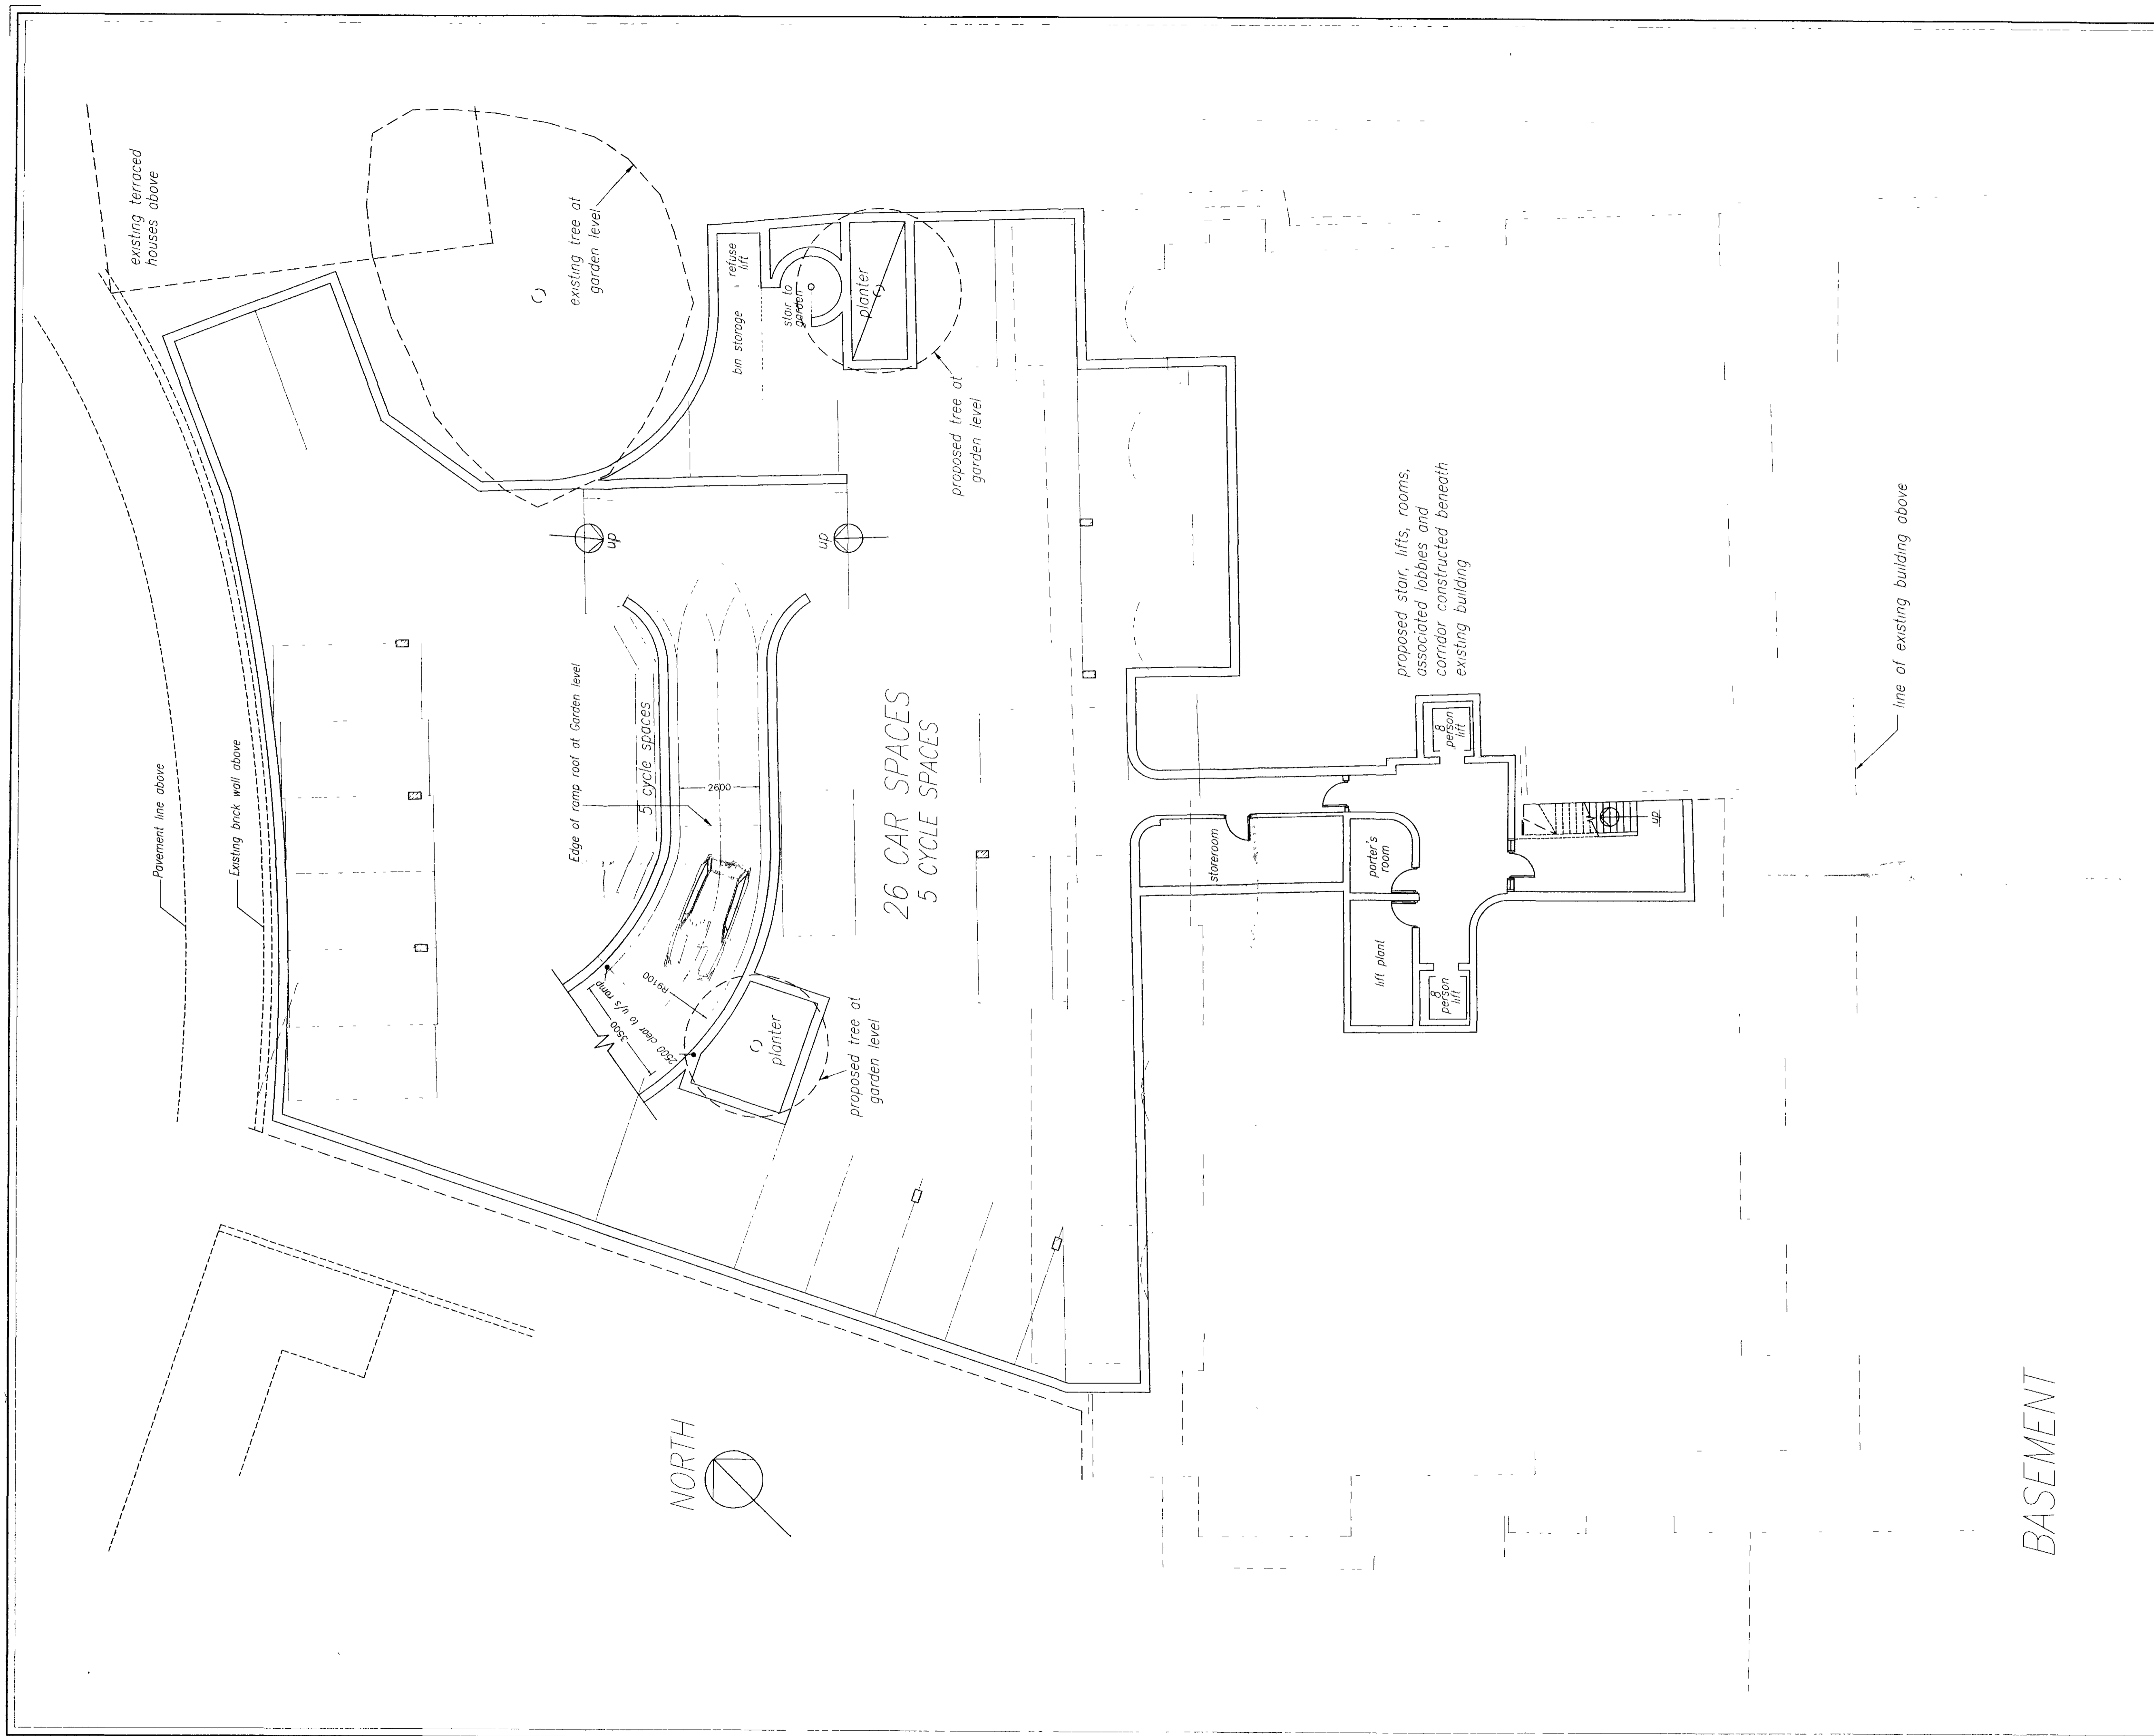 existing terraced
houses above
Pavement line above
Existing brick wall above
existing tree at
garden level
Edge of ramp roof at Garden level
5 cycle spaces
2600
R9100
3500
2500 clear to u/s ramp
up
up
bin storage
refuse
lift
stair to
garden
planter
proposed tree at
garden level
26 CAR SPACES
5 CYCLE SPACES
planter
proposed tree at
garden level
NORTH
storeroom
porter's
room
lift plant
8
person
lift
8
person
lift
up
proposed stair, lifts, rooms,
associated lobbies and
corridor constructed beneath
existing building
line of existing building above
BASEMENT